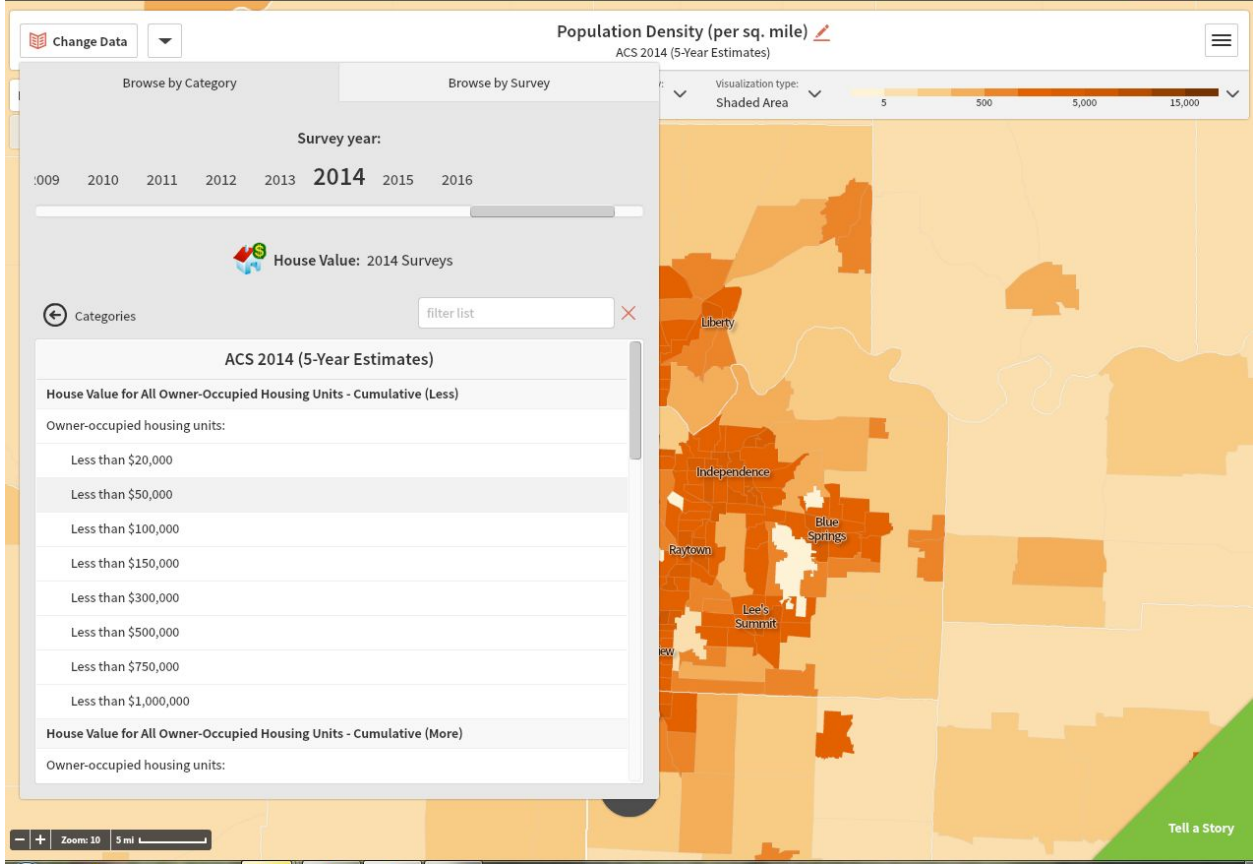 Change Data
Population Density (per sq. mile)
ACS 2014 (5-Year Estimates)
Browse by Category
Browse by Survey
Visualization type:
Shaded Area
5
500
5,000
15,000
Survey year:
2010
2011
2012
2013
2014
2015
2016
House Value: 2014 Surveys
Categories
filter list
ACS 2014 (5-Year Estimates)
House Value for All Owner-Occupied Housing Units - Cumulative (Less)
Owner-occupied housing units:
Less than $20,000
Less than $50,000
Less than $100,000
Less than $150,000
Less than $300,000
Less than $500,000
Less than $750,000
Less than $1,000,000
House Value for All Owner-Occupied Housing Units - Cumulative (More)
Owner-occupied housing units:
Liberty
Independence
Blue
Springs
Raytown
Lee's
Summit
Zoom: 10
5 mi
Tell a Story